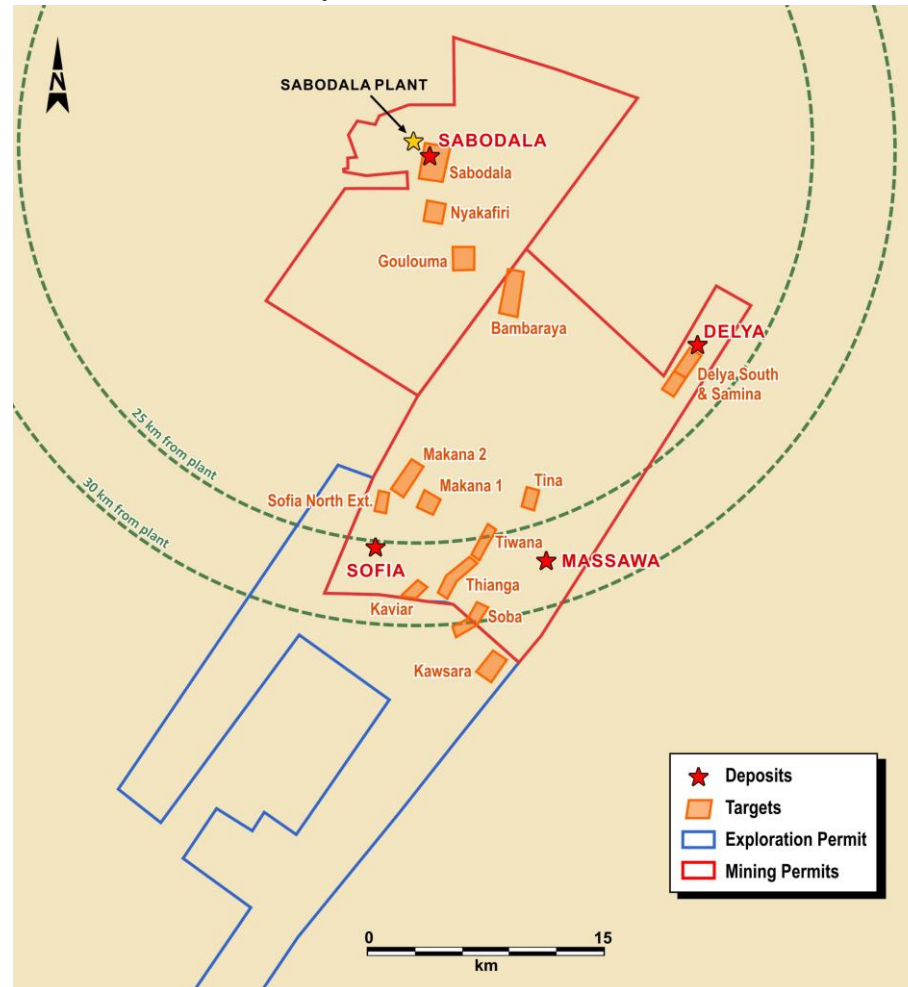 N
SABODALA PLANT
SABODALA
Sabodala
Nyakafiri
Goulouma
Bambaraya
DELYA
Delya South
& Samina
25 km from plant
30 km from plant
Makana 2
Makana 1
Tina
Sofia North Ext.
Tiwana
SOFIA
MASSAWA
Thianga
Kaviar
Soba
Kawsara
Deposits
Targets
Exploration Permit
Mining Permits
0 15
km